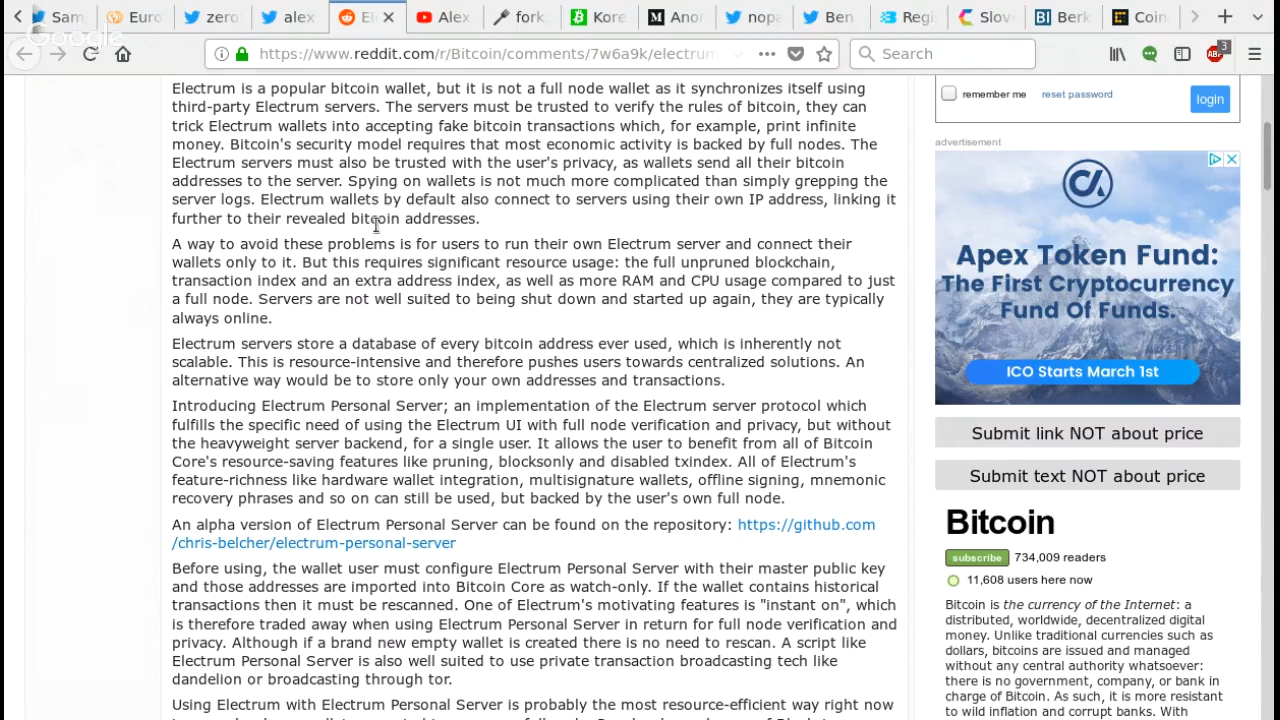 Sam
Euro
zero
alex
El
Alex
fork
Kore
Anor
nopa
Ben
Regi
Slov
Berk
Coin
Google
https://www.reddit.com/r/Bitcoin/comments/7w6a9k/electrum
Search
ABP
3
Electrum is a popular bitcoin wallet, but it is not a full node wallet as it synchronizes itself using
third-party Electrum servers. The servers must be trusted to verify the rules of bitcoin, they can
trick Electrum wallets into accepting fake bitcoin transactions which, for example, print infinite
money. Bitcoin's security model requires that most economic activity is backed by full nodes. The
Electrum servers must also be trusted with the user's privacy, as wallets send all their bitcoin
addresses to the server. Spying on wallets is not much more complicated than simply grepping the
server logs. Electrum wallets by default also connect to servers using their own IP address, linking it
further to their revealed bitcoin addresses.
A way to avoid these problems is for users to run their own Electrum server and connect their
wallets only to it. But this requires significant resource usage: the full unpruned blockchain,
transaction index and an extra address index, as well as more RAM and CPU usage compared to just
a full node. Servers are not well suited to being shut down and started up again, they are typically
always online.
Electrum servers store a database of every bitcoin address ever used, which is inherently not
scalable. This is resource-intensive and therefore pushes users towards centralized solutions. An
alternative way would be to store only your own addresses and transactions.
Introducing Electrum Personal Server; an implementation of the Electrum server protocol which
fulfills the specific need of using the Electrum UI with full node verification and privacy, but without
the heavyweight server backend, for a single user. It allows the user to benefit from all of Bitcoin
Core's resource-saving features like pruning, blocksonly and disabled txindex. All of Electrum's
feature-richness like hardware wallet integration, multisignature wallets, offline signing, mnemonic
recovery phrases and so on can still be used, but backed by the user's own full node.
An alpha version of Electrum Personal Server can be found on the repository: https://github.com
/chris-belcher/electrum-personal-server
Before using, the wallet user must configure Electrum Personal Server with their master public key
and those addresses are imported into Bitcoin Core as watch-only. If the wallet contains historical
transactions then it must be rescanned. One of Electrum's motivating features is "instant on", which
is therefore traded away when using Electrum Personal Server in return for full node verification and
privacy. Although if a brand new empty wallet is created there is no need to rescan. A script like
Electrum Personal Server is also well suited to use private transaction broadcasting tech like
dandelion or broadcasting through tor.
Using Electrum with Electrum Personal Server is probably the most resource-efficient way right now
remember me
reset password
login
advertisement
Apex Token Fund:
The First Cryptocurrency
Fund Of Funds.
ICO Starts March 1st
Submit link NOT about price
Submit text NOT about price
Bitcoin
subscribe 734,009 readers
11,608 users here now
Bitcoin is the currency of the Internet: a
distributed, worldwide, decentralized digital
money. Unlike traditional currencies such as
dollars, bitcoins are issued and managed
without any central authority whatsoever:
there is no government, company, or bank in
charge of Bitcoin. As such, it is more resistant
to wild inflation and corrupt banks. With